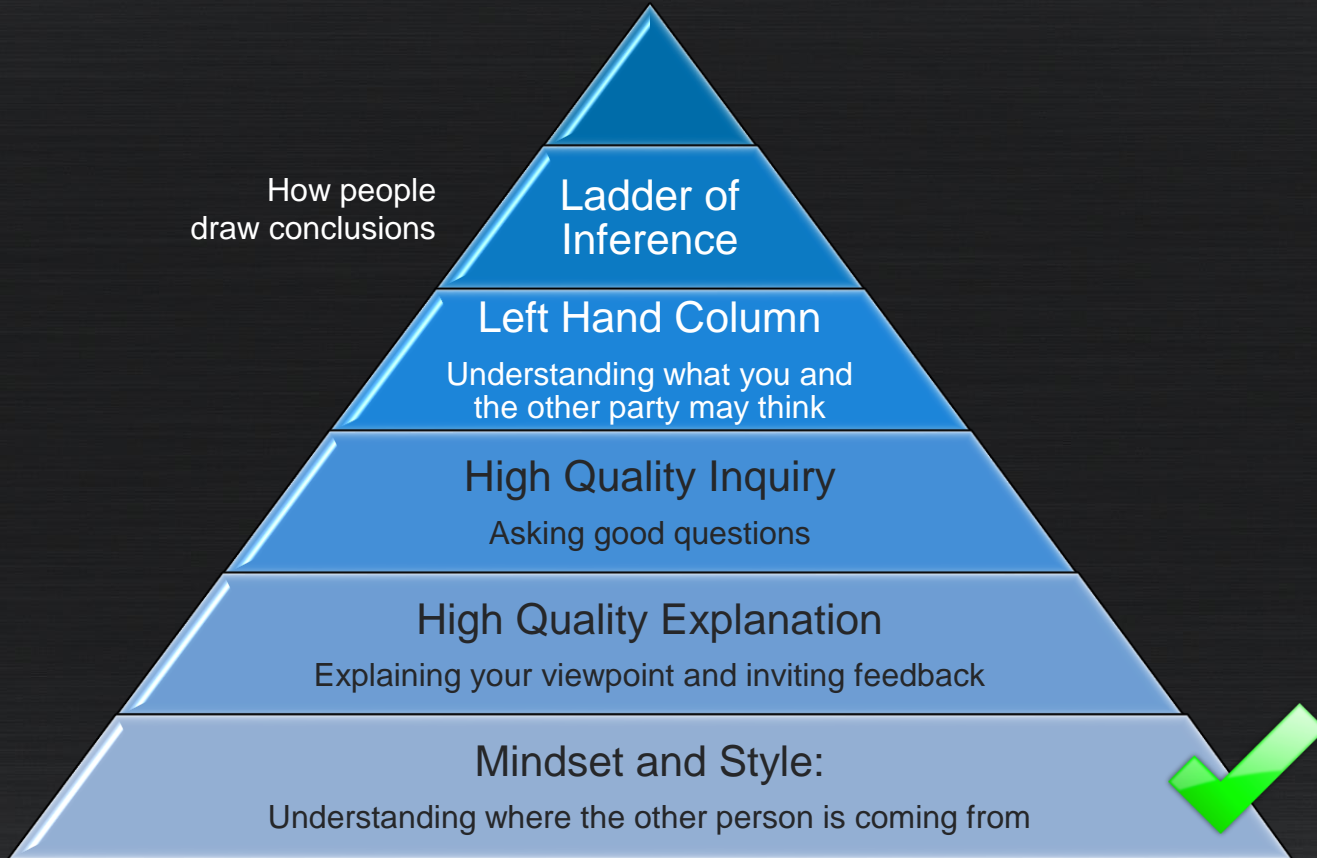 How people
draw conclusions
Ladder of
Inference
Left Hand Column
Understanding what you and
the other party may think
High Quality Inquiry
Asking good questions
High Quality Explanation
Explaining your viewpoint and inviting feedback
Mindset and Style:
Understanding where the other person is coming from